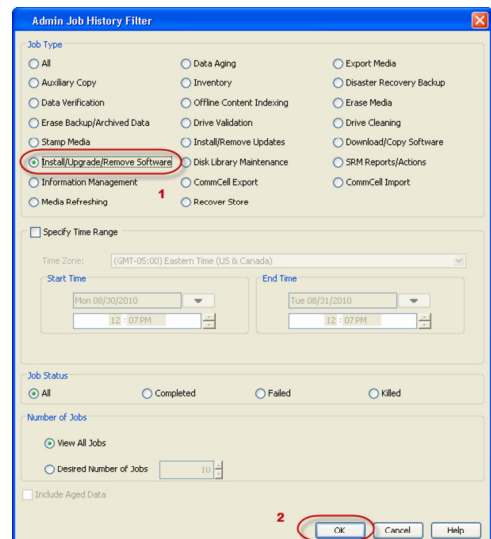 Admin Job History Filter
Job Type
All
Data Aging
Export Media
Auxiliary Copy
Inventory
Disaster Recovery Backup
Data Verification
Offline Content Indexing
Erase Media
Erase Backup/Archived Data
Drive Validation
Drive Cleaning
Stamp Media
Install/Remove Updates
Download/Copy Software
Install/Upgrade/Remove Software
Disk Library Maintenance
SRM Reports/Actions
Information Management
1
CommCell Export
CommCell Import
Media Refreshing
Recover Store
Specify Time Range
Time Zone: (GMT-05:00) Eastern Time (US & Canada)
Start Time
End Time
Mon 08/30/2010
Tue 08/31/2010
12 : 07 PM
12 : 07 PM
Job Status
All
Completed
Failed
Killed
Number of Jobs
View All Jobs
Desired Number of Jobs
10
Include Aged Data
2
OK
Cancel
Help